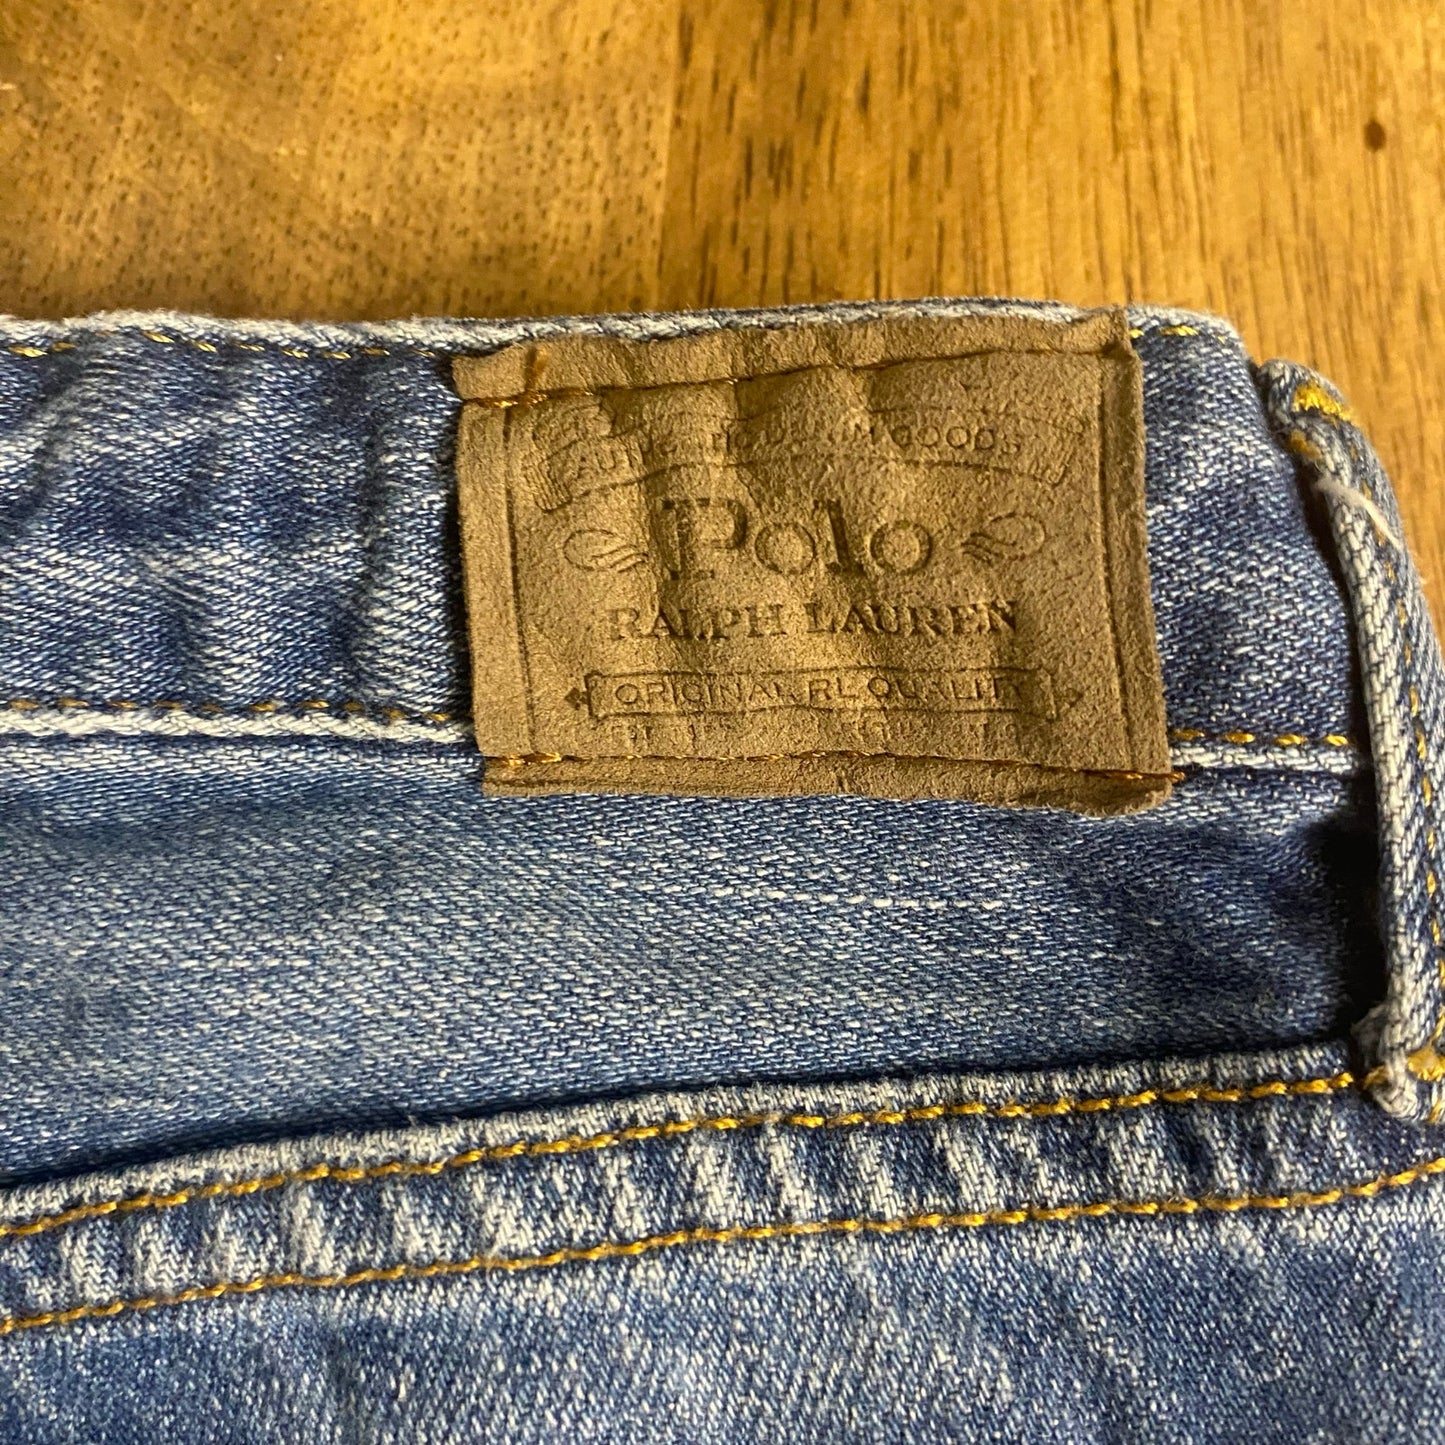 GOODS
Polo
RALPH LAUREN
ORIGINAL RL QUALITY